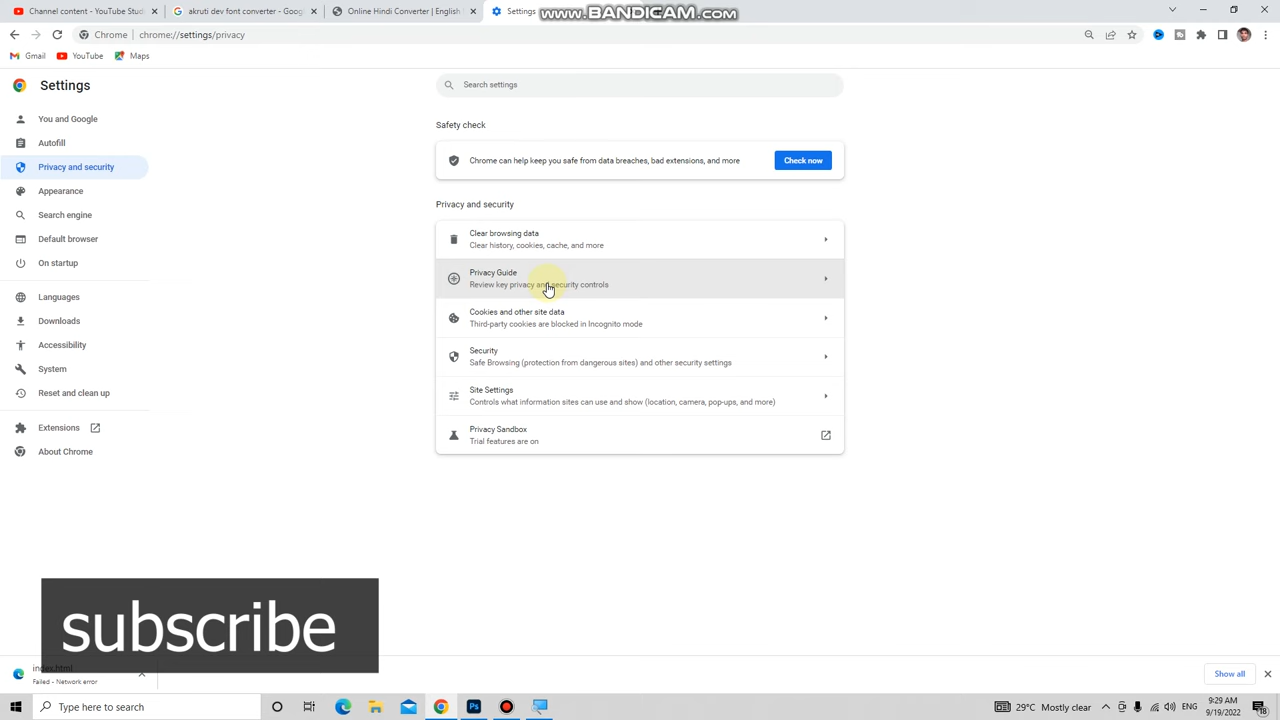 Channel content - YouTube Studi
akruti dev font converter - Goog
Online Hindi Converter | English
Settings
www.BANDICAM.com
Chrome | chrome://settings/privacy
Gmail
YouTube
Maps
Settings
Search settings
You and Google
Autofill
Privacy and security
Appearance
Search engine
Default browser
On startup
Languages
Downloads
Accessibility
System
Reset and clean up
Extensions
About Chrome
Safety check
Chrome can help keep you safe from data breaches, bad extensions, and more
Check now
Privacy and security
Clear browsing data
Clear history, cookies, cache, and more
Privacy Guide
Review key privacy and security controls
Cookies and other site data
Third-party cookies are blocked in Incognito mode
Security
Safe Browsing (protection from dangerous sites) and other security settings
Site Settings
Controls what information sites can use and show (location, camera, pop-ups, and more)
Privacy Sandbox
Trial features are on
subscribe
index.html
Failed - Network error
Show all
Type here to search
29°C Mostly clear
ENG
9:29 AM
9/19/2022
18